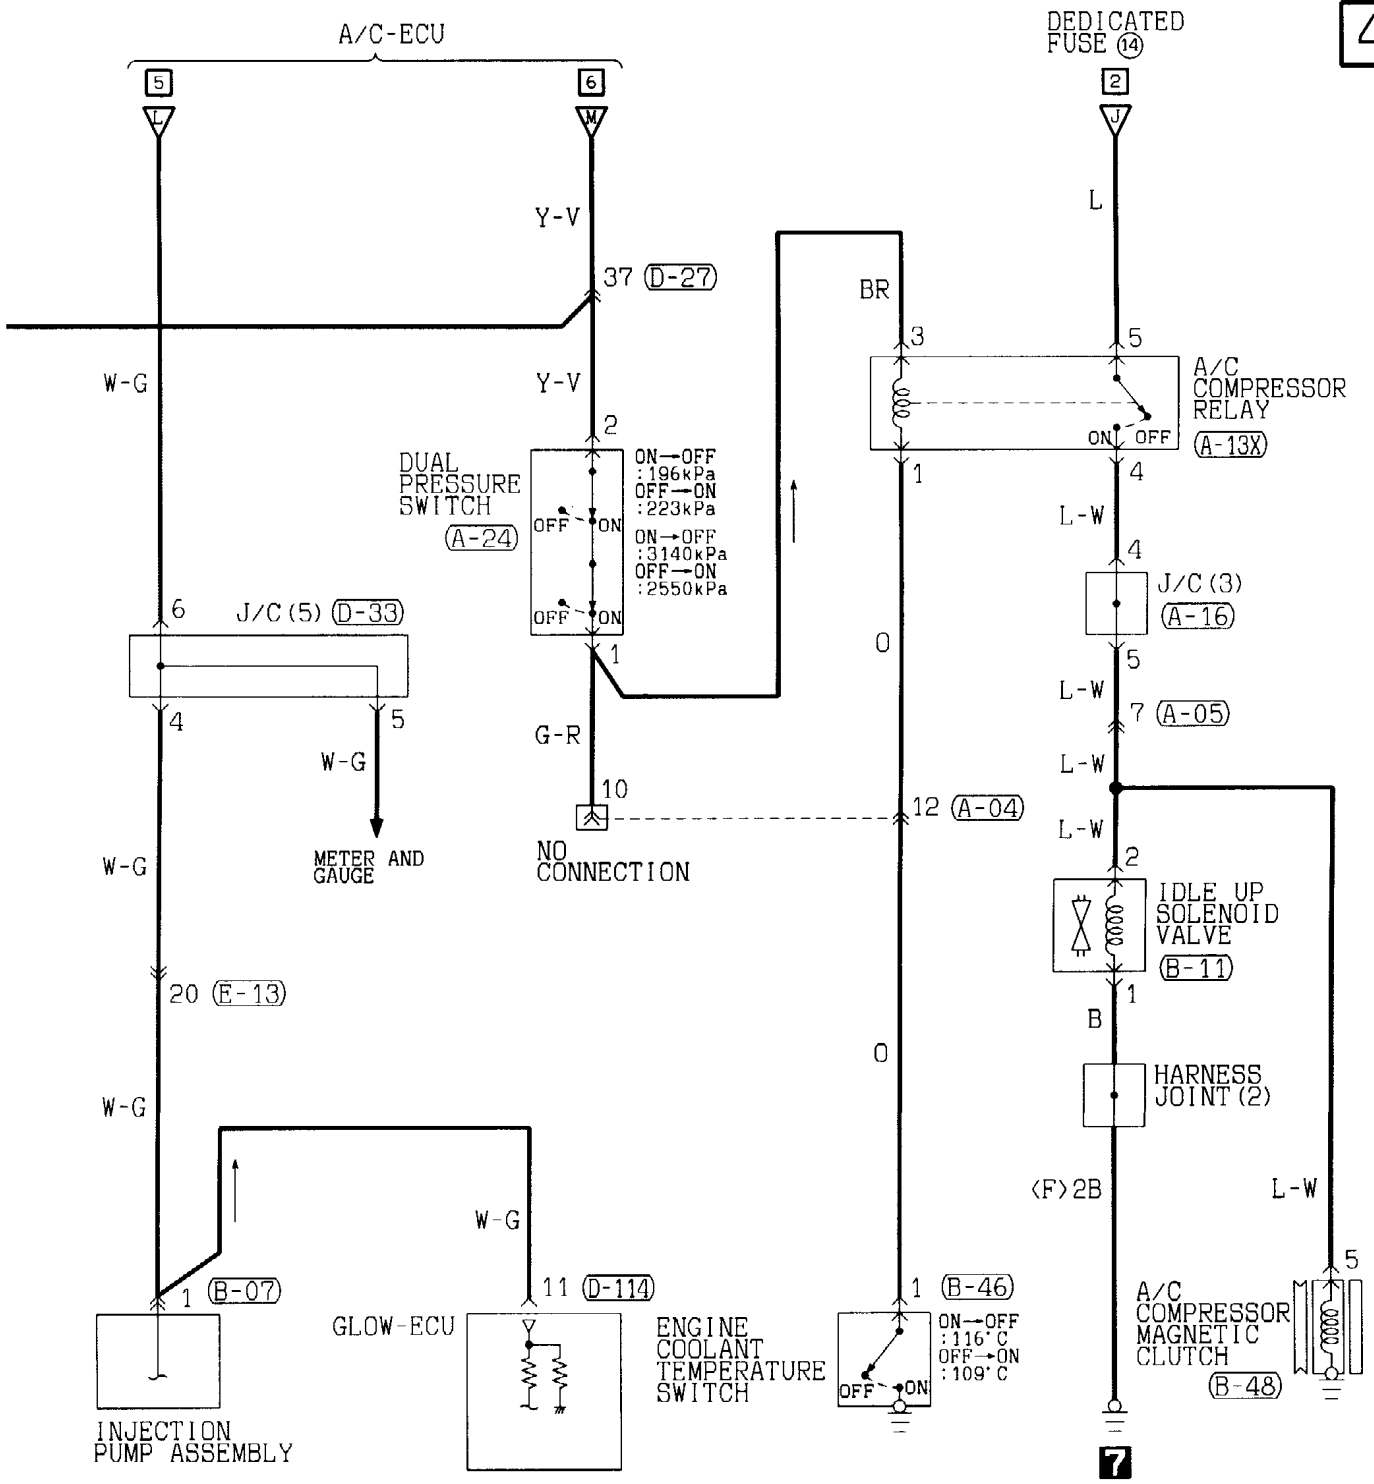 A/C-ECU
DEDICATED
FUSE 14
4
5
6
2
L
M
J
Y-V
L
37 (D-27)
BR
3
5
W-G
Y-V
A/C
COMPRESSOR
RELAY
(A-13X)
ON OFF
2
DUAL
PRESSURE
SWITCH
(A-24)
ON→OFF
:196kPa
OFF→ON
:223kPa
ON→OFF
:3140kPa
OFF→ON
:2550kPa
OFF ON
OFF ON
1
4
L-W
4
J/C(3)
(A-16)
6
J/C(5) (D-33)
O
1
5
L-W
4
5
7 (A-05)
G-R
W-G
L-W
10
12 (A-04)
L-W
METER AND
GAUGE
W-G
NO
CONNECTION
2
IDLE UP
SOLENOID
VALVE
(B-11)
20 (E-13)
1
B
O
HARNESS
JOINT(2)
W-G
<F>2B
L-W
W-G
5
1 (B-07)
11 (D-114)
1 (B-46)
GLOW-ECU
ENGINE
COOLANT
TEMPERATURE
SWITCH
ON→OFF
:116°C
OFF→ON
:109°C
OFF ON
A/C
COMPRESSOR
MAGNETIC
CLUTCH
(B-48)
INJECTION
PUMP ASSEMBLY
7